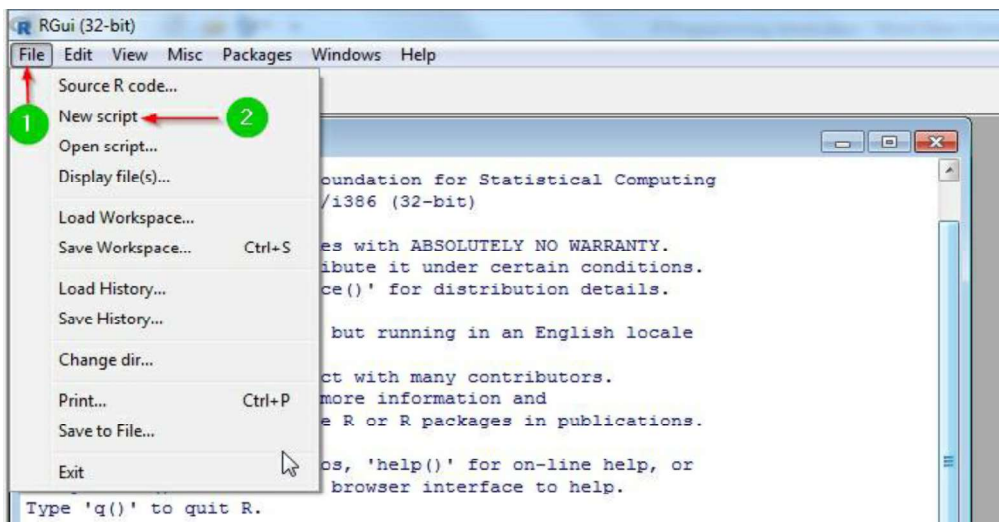 RGui (32-bit)
File Edit View Misc Packages Windows Help
Source R code...
1 New script 2
Open script...
Display file(s)...
Load Workspace...
Save Workspace... Ctrl+S
Load History...
Save History...
Change dir...
Print... Ctrl+P
Save to File...
Exit
oundation for Statistical Computing
/i386 (32-bit)
es with ABSOLUTELY NO WARRANTY.
ibute it under certain conditions.
ce()' for distribution details.
but running in an English locale
ct with many contributors.
more information and
e R or R packages in publications.
os, 'help()' for on-line help, or
browser interface to help.
Type 'q()' to quit R.